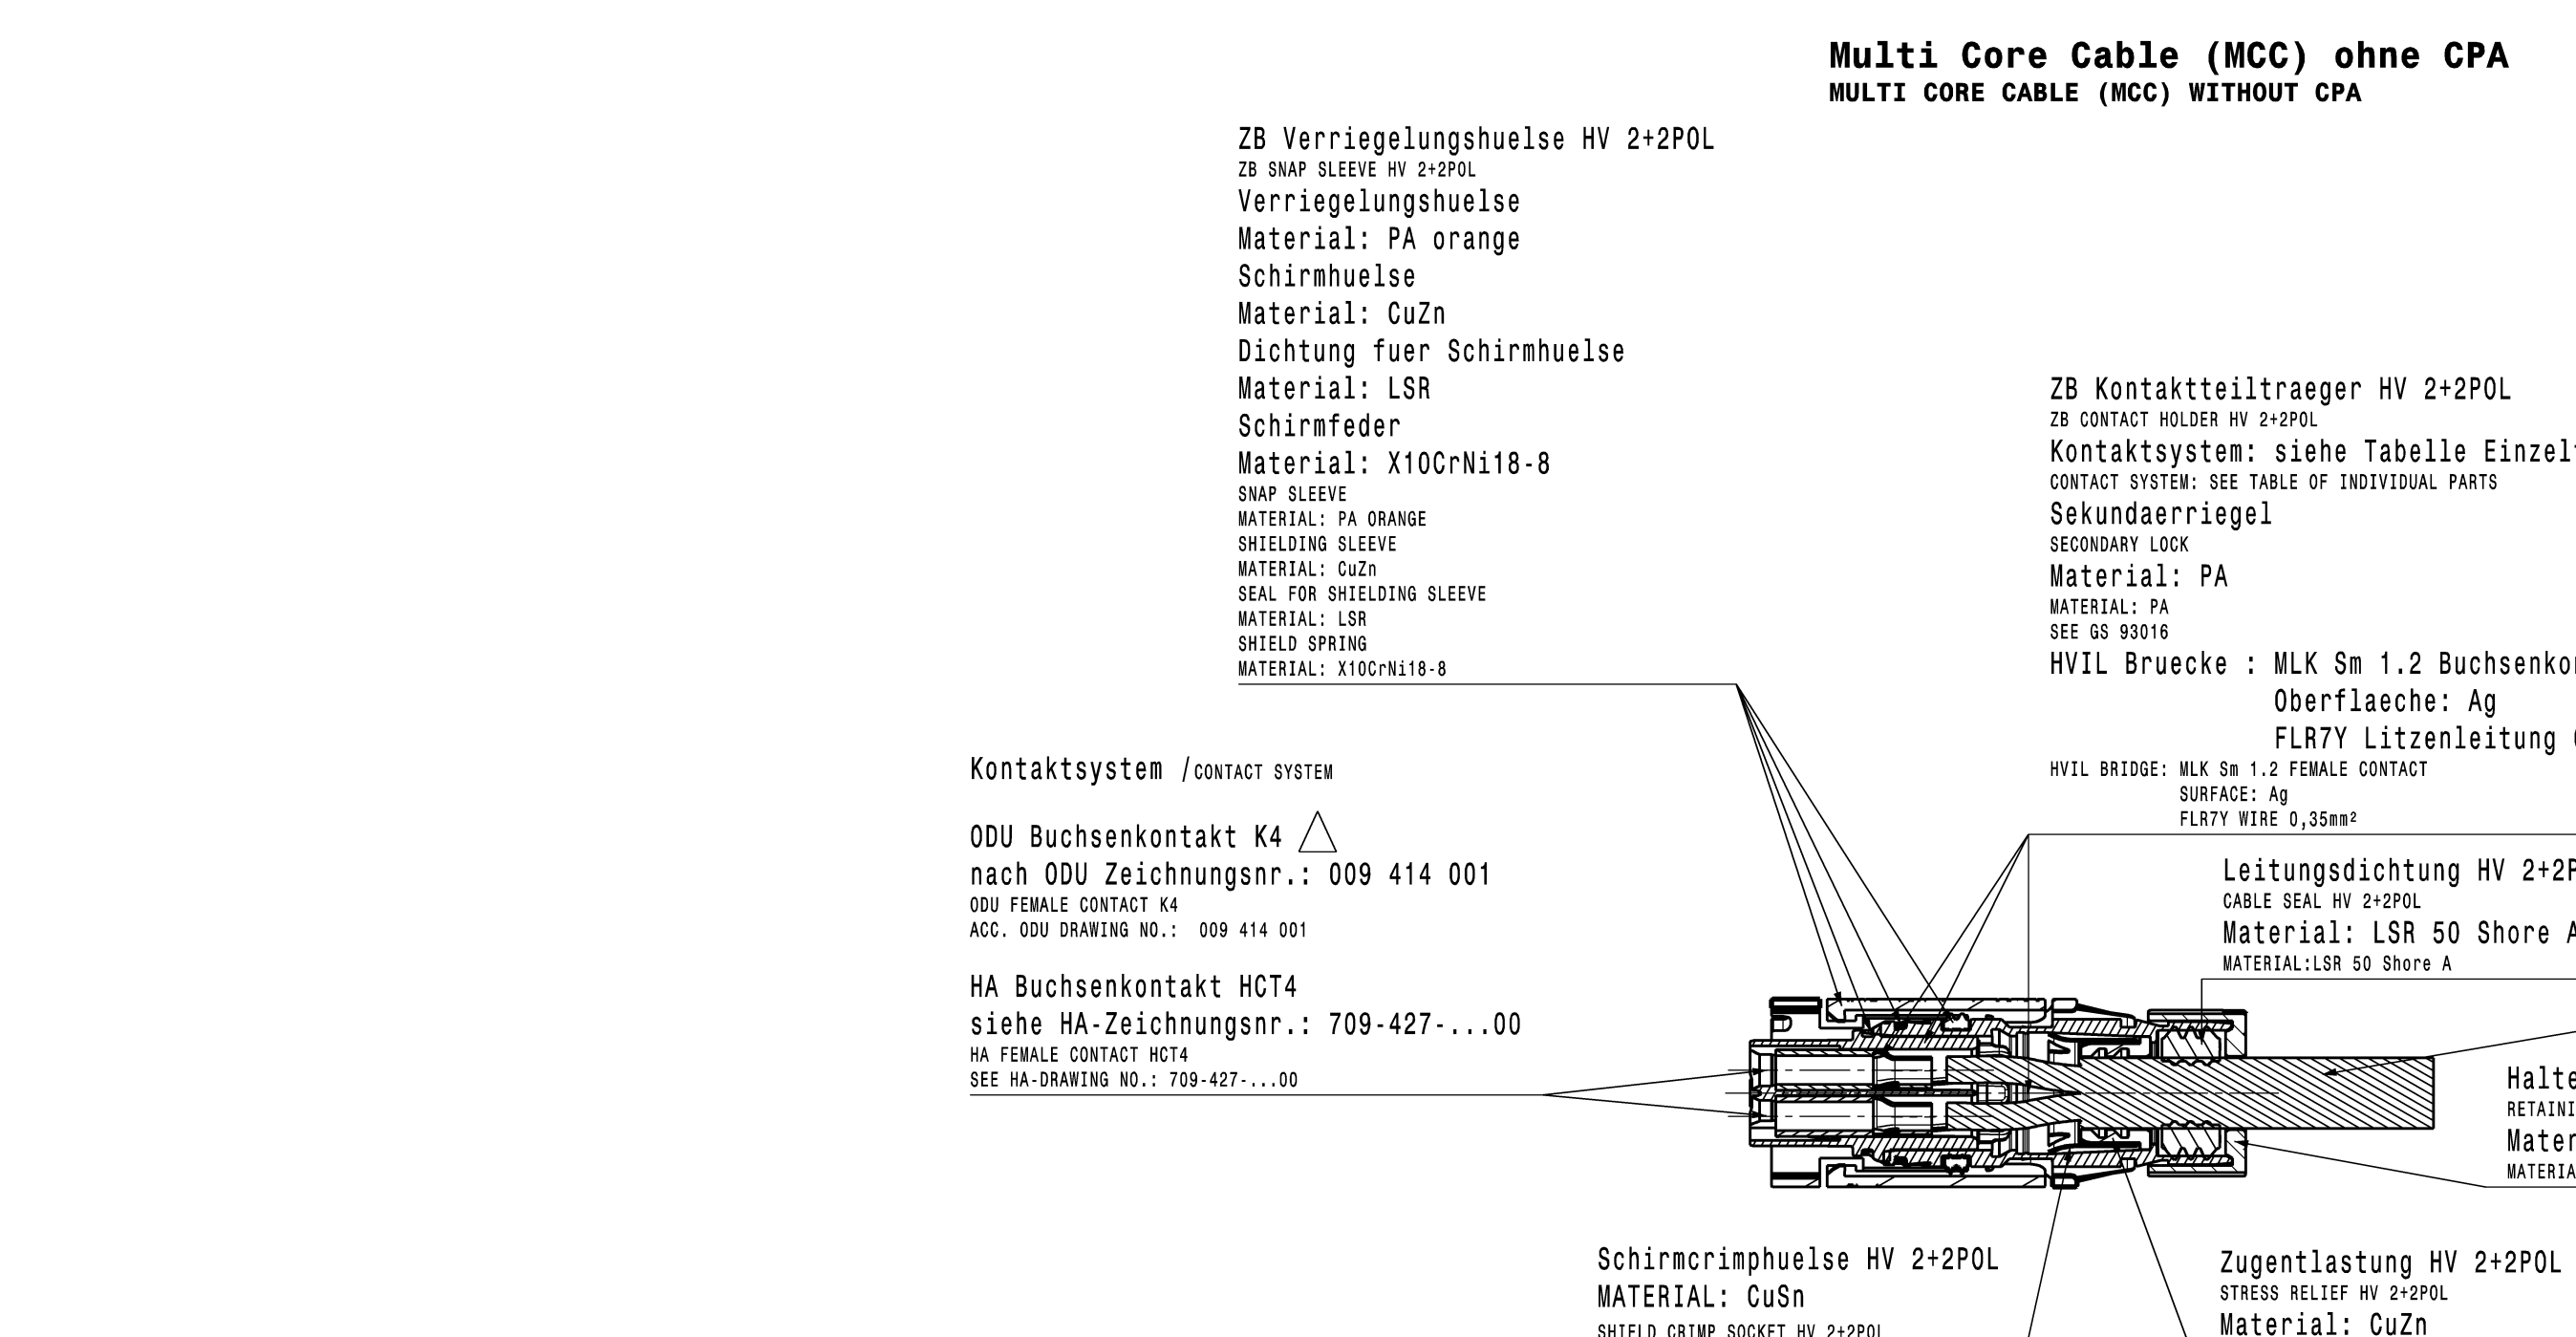 Multi Core Cable (MCC) ohne CPA
MULTI CORE CABLE (MCC) WITHOUT CPA
ZB Verriegelungshuelse HV 2+2POL
ZB SNAP SLEEVE HV 2+2POL
Verriegelungshuelse
Material: PA orange
Schirmhuelse
Material: CuZn
Dichtung fuer Schirmhuelse
Material: LSR
Schirmfeder
Material: X10CrNi18-8
SNAP SLEEVE
MATERIAL: PA ORANGE
SHIELDING SLEEVE
MATERIAL: CuZn
SEAL FOR SHIELDING SLEEVE
MATERIAL: LSR
SHIELD SPRING
MATERIAL: X10CrNi18-8
ZB Kontaktteiltraeger HV 2+2POL
ZB CONTACT HOLDER HV 2+2POL
Kontaktsystem: siehe Tabelle
CONTACT SYSTEM: SEE TABLE OF INDIVIDUAL PARTS
Sekundaerriegel
SECONDARY LOCK
Material: PA
MATERIAL: PA
SEE GS 93016
HVIL Bruecke : MLK Sm 1.2
Oberflaeche: Ag
FLR7Y Litzenleitung
HVIL BRIDGE: MLK Sm 1.2 FEMALE CONTACT
SURFACE: Ag
FLR7Y WIRE 0,35mm²
Kontaktsystem /CONTACT SYSTEM
ODU Buchsenkontakt K4
nach ODU Zeichnungsnr.: 009 414 001
ODU FEMALE CONTACT K4
ACC. ODU DRAWING NO.: 009 414 001
HA Buchsenkontakt HCT4
siehe HA-Zeichnungsnr.: 709-427-...00
HA FEMALE CONTACT HCT4
SEE HA-DRAWING NO.: 709-427-...00
Leitungsdichtung HV
CABLE SEAL HV 2+2POL
Material: LSR 50 Shore A
MATERIAL:LSR 50 Shore A
Schirmcrimphuelse HV 2+2POL
MATERIAL: CuSn
SHIELD CRIMP SOCKET HV 2+2POL
Zugentlastung HV 2+2POL
STRESS RELIEF HV 2+2POL
Material: CuZn